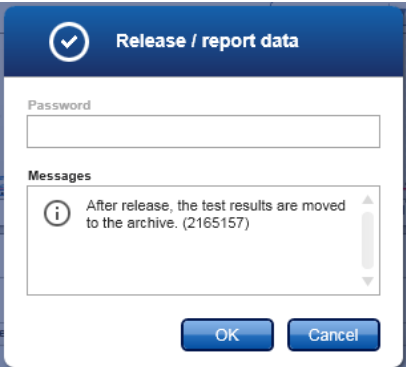 Release / report data
Password
Messages
After release, the test results are moved
to the archive. (2165157)
OK
Cancel